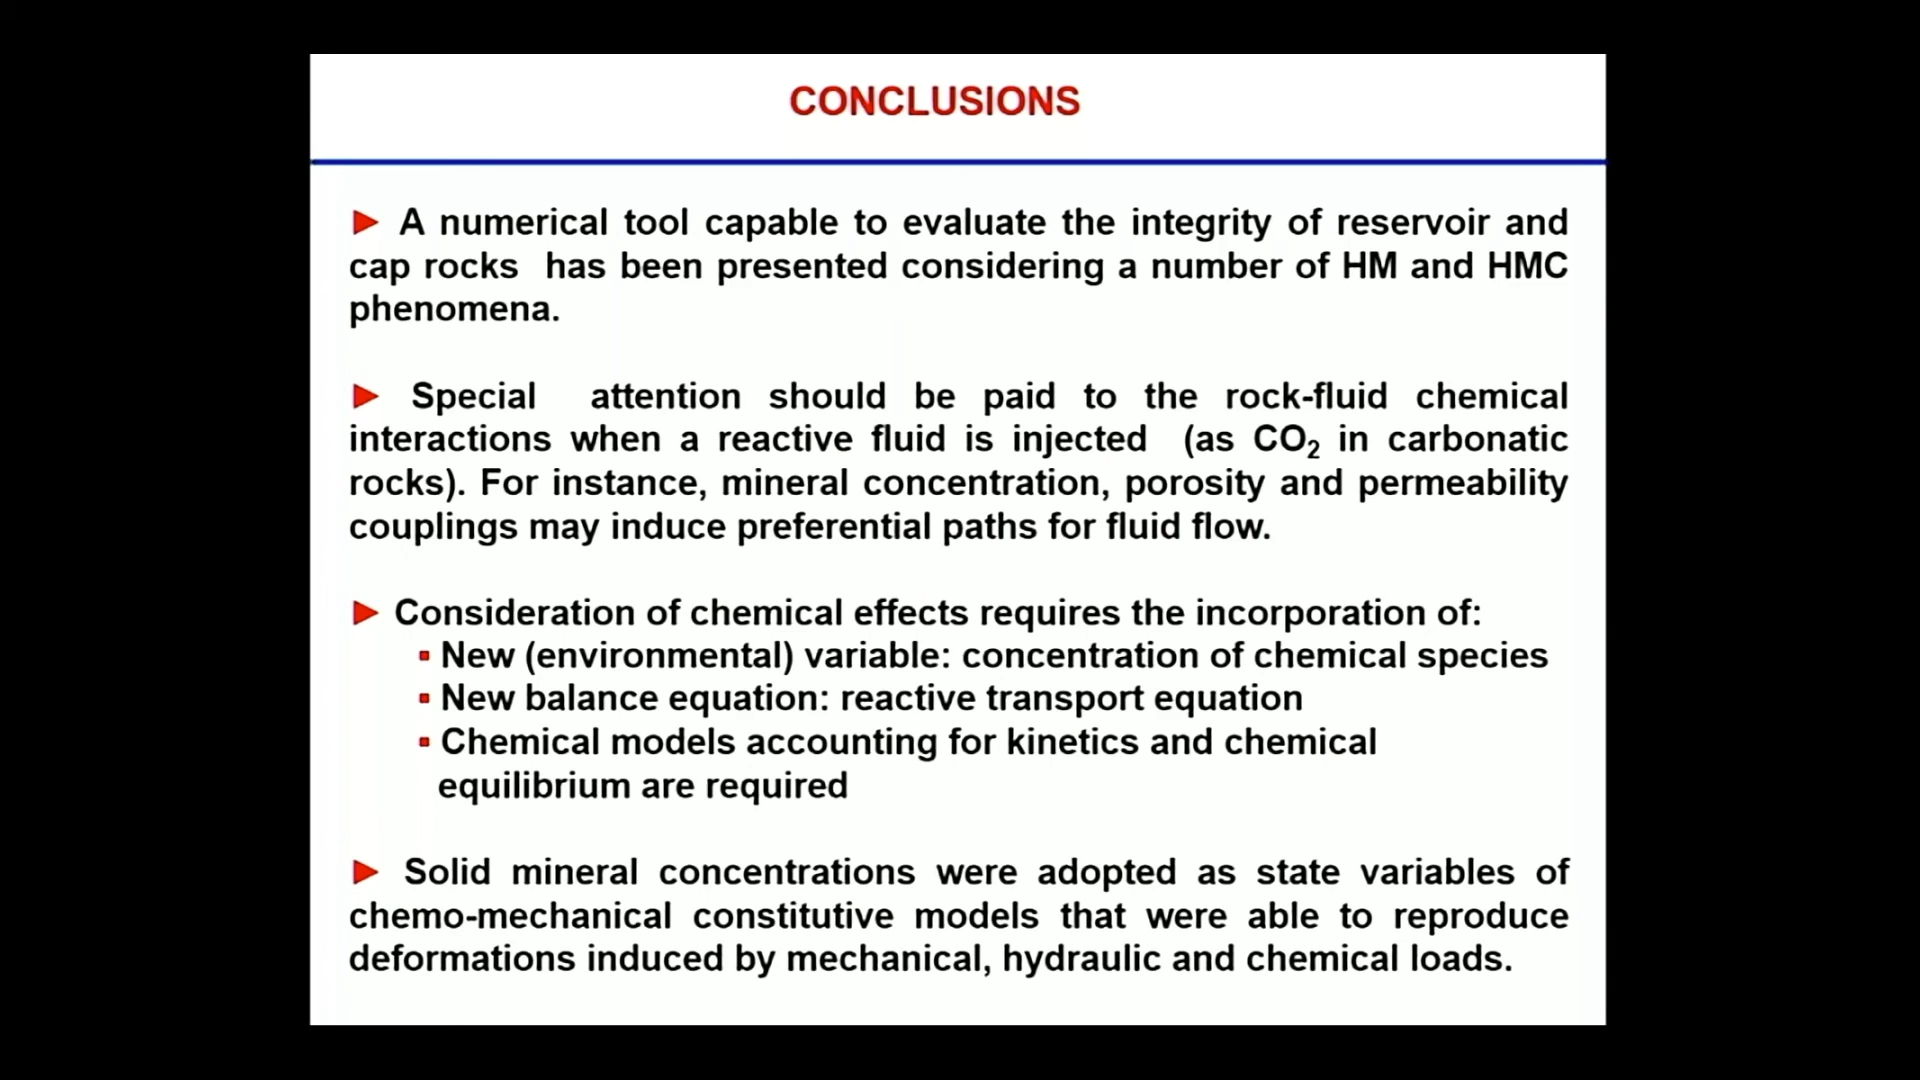 CONCLUSIONS
► A numerical tool capable to evaluate the integrity of reservoir and
cap rocks has been presented considering a number of HM and HMC
phenomena.
► Special attention should be paid to the rock-fluid chemical
interactions when a reactive fluid is injected (as CO₂ in carbonatic
rocks). For instance, mineral concentration, porosity and permeability
couplings may induce preferential paths for fluid flow.
► Consideration of chemical effects requires the incorporation of:
▪ New (environmental) variable: concentration of chemical species
▪ New balance equation: reactive transport equation
▪ Chemical models accounting for kinetics and chemical
equilibrium are required
► Solid mineral concentrations were adopted as state variables of
chemo-mechanical constitutive models that were able to reproduce
deformations induced by mechanical, hydraulic and chemical loads.